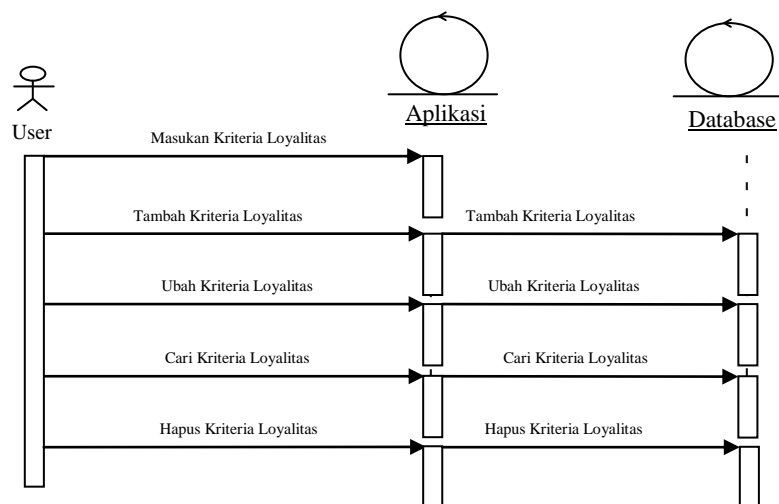 User
Aplikasi
Database
Masukan Kriteria Loyalitas
Tambah Kriteria Loyalitas
Tambah Kriteria Loyalitas
Ubah Kriteria Loyalitas
Ubah Kriteria Loyalitas
Cari Kriteria Loyalitas
Cari Kriteria Loyalitas
Hapus Kriteria Loyalitas
Hapus Kriteria Loyalitas